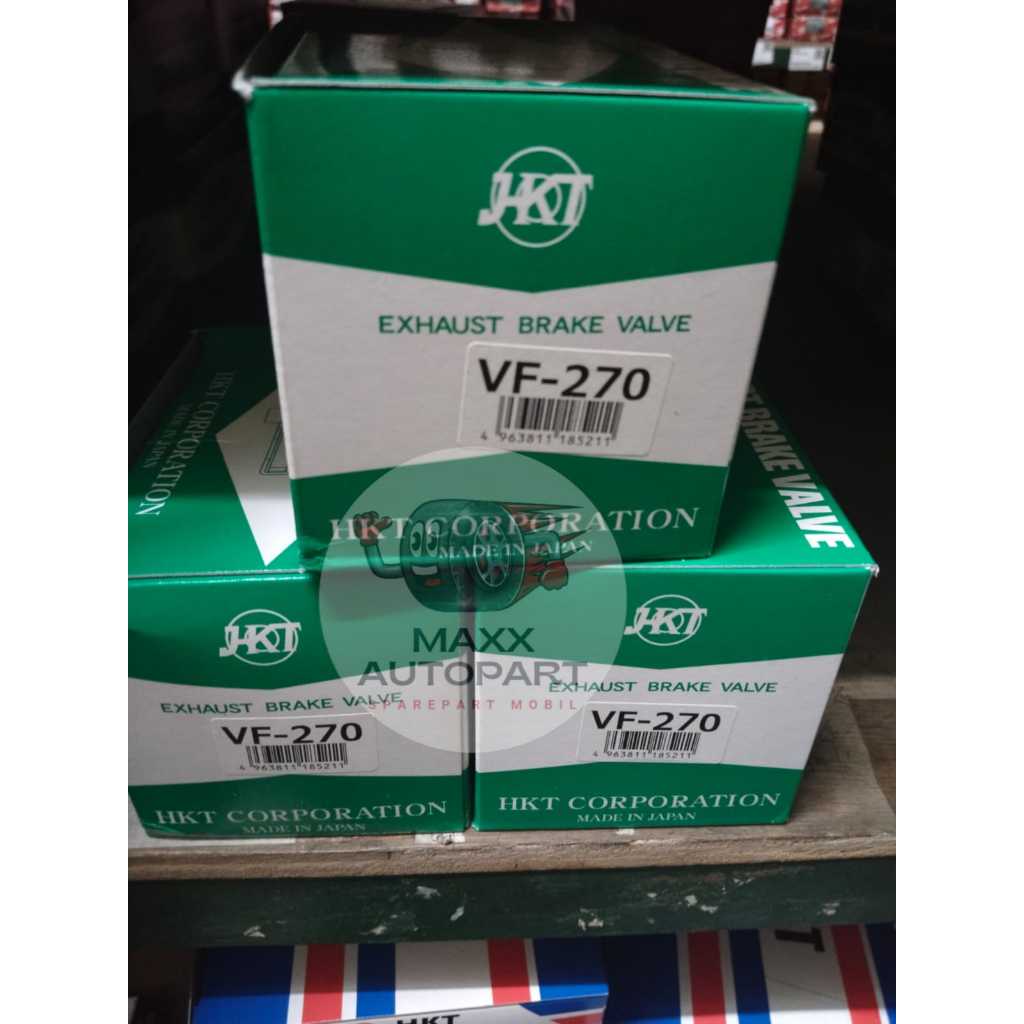 HKT
EXHAUST BRAKE VALVE
VF-270
4 963811 185211
HKT CORPORATION
MADE IN JAPAN
HKT CORPORATION
MADE IN JAPAN
BRAKE VALVE
MAXX
AUTOPART
SPAREPART MOBIL
HKT
EXHAUST BRAKE VALVE
VF-270
4 963811 185211
HKT CORPORATION
MADE IN JAPAN
HKT
EXHAUST BRAKE VALVE
VF-270
4 963811 185211
HKT CORPORATION
MADE IN JAPAN
HKT